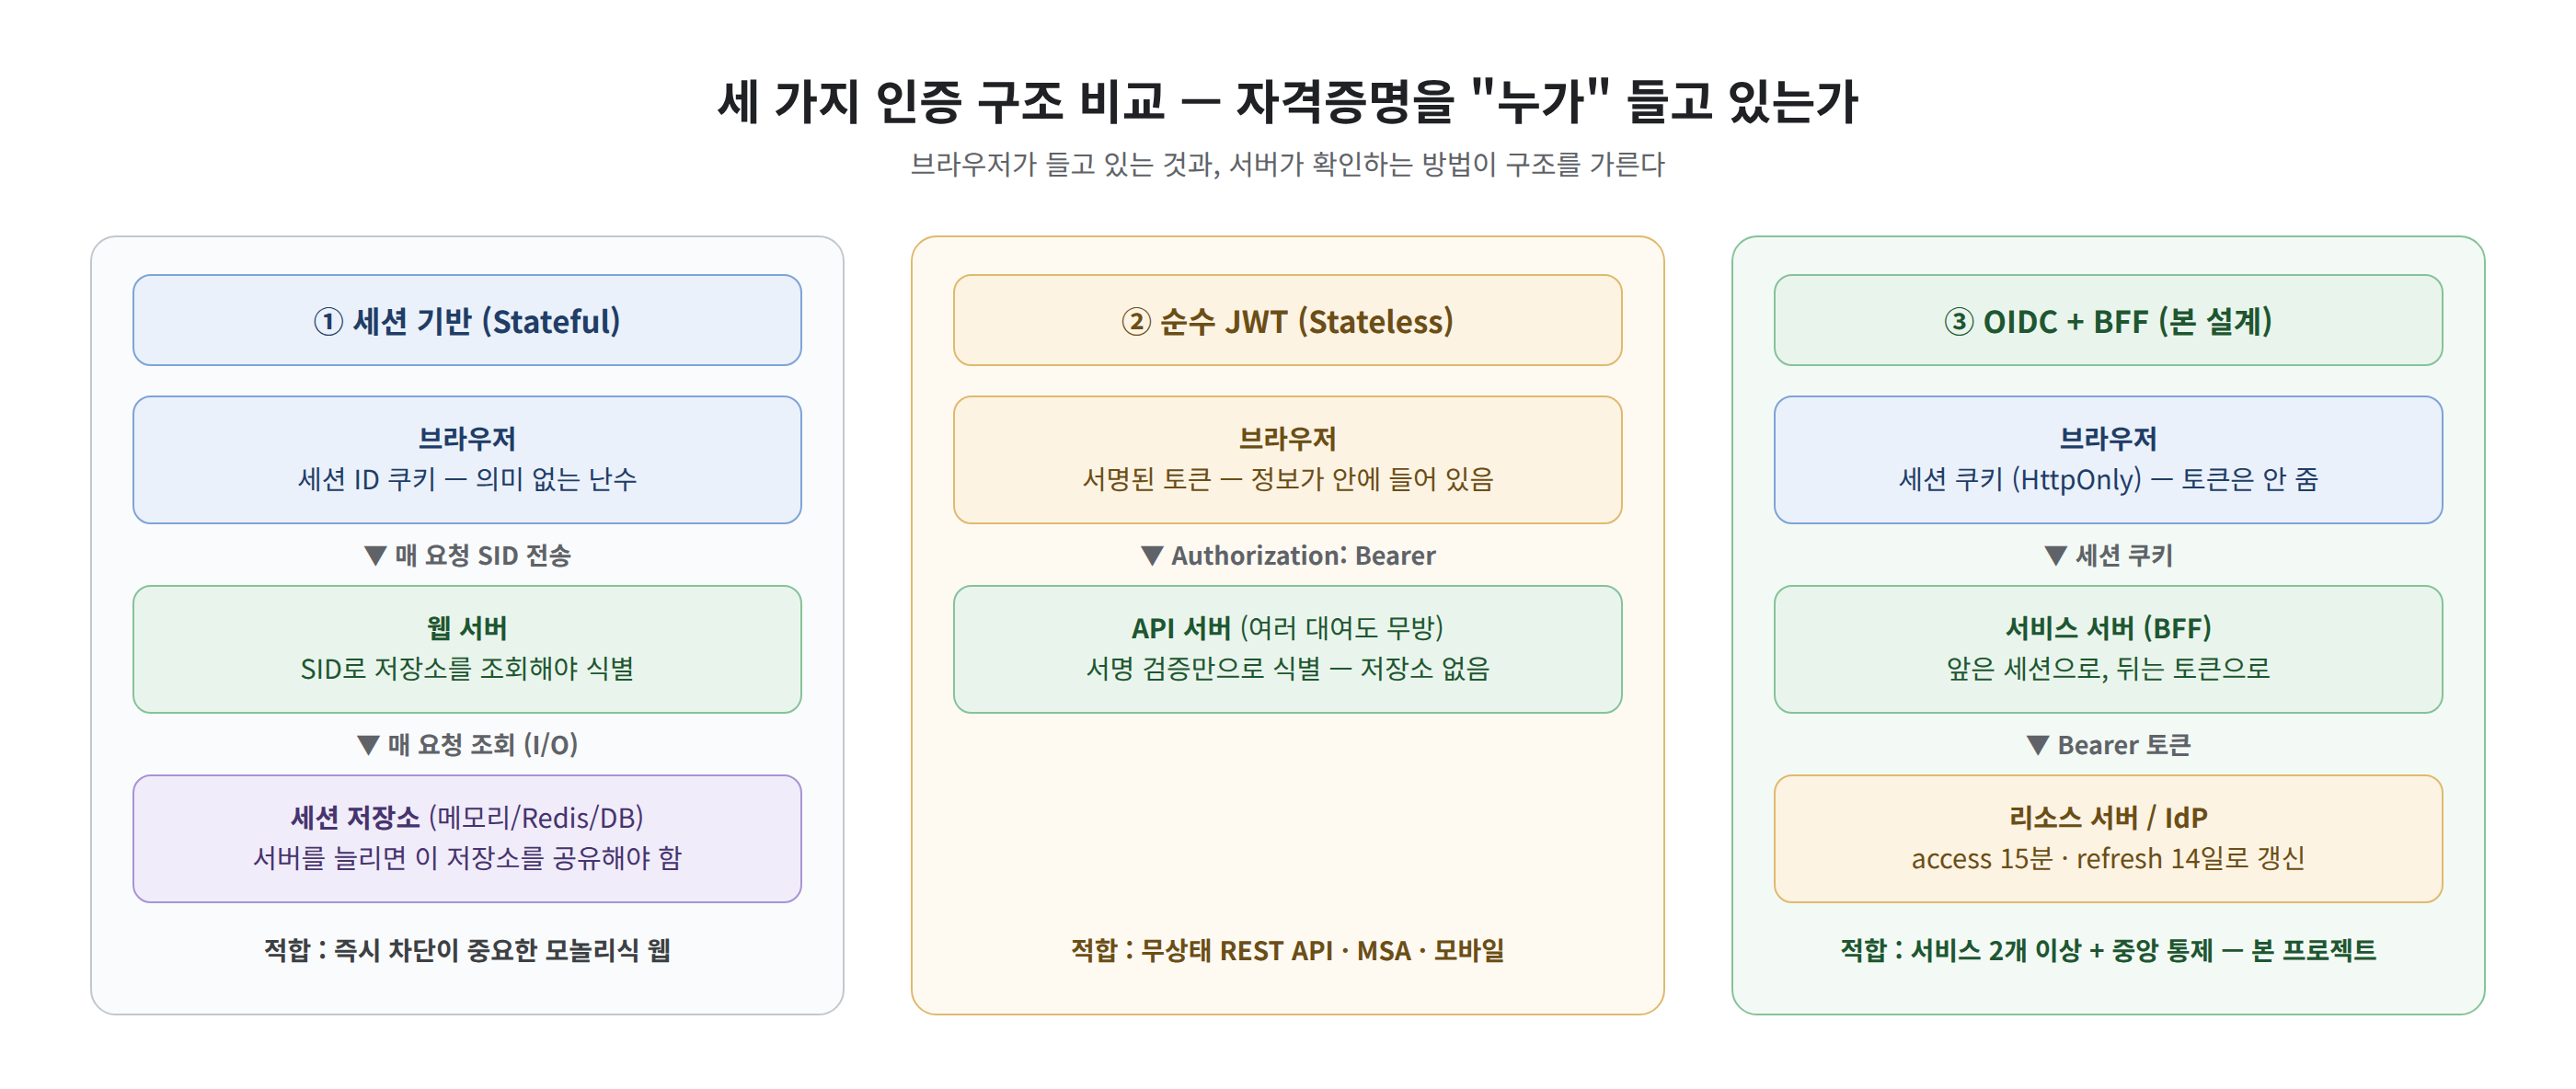 세 가지 인증 구조 비교 — 자격증명을 "누가" 들고 있는가
브라우저가 들고 있는 것과, 서버가 확인하는 방법이 구조를 가른다
① 세션 기반 (Stateful)
브라우저
세션 ID 쿠키 — 의미 없는 난수
▼ 매 요청 SID 전송
웹 서버
SID로 저장소를 조회해야 식별
▼ 매 요청 조회 (I/O)
세션 저장소 (메모리/Redis/DB)
서버를 늘리면 이 저장소를 공유해야 함
적합 : 즉시 차단이 중요한 모놀리식 웹
② 순수 JWT (Stateless)
브라우저
서명된 토큰 — 정보가 안에 들어 있음
▼ Authorization: Bearer
API 서버 (여러 대여도 무방)
서명 검증만으로 식별 — 저장소 없음
적합 : 무상태 REST API · MSA · 모바일
③ OIDC + BFF (본 설계)
브라우저
세션 쿠키 (HttpOnly) — 토큰은 안 줌
▼ 세션 쿠키
서비스 서버 (BFF)
앞은 세션으로, 뒤는 토큰으로
▼ Bearer 토큰
리소스 서버 / IdP
access 15분 · refresh 14일로 갱신
적합 : 서비스 2개 이상 + 중앙 통제 — 본 프로젝트